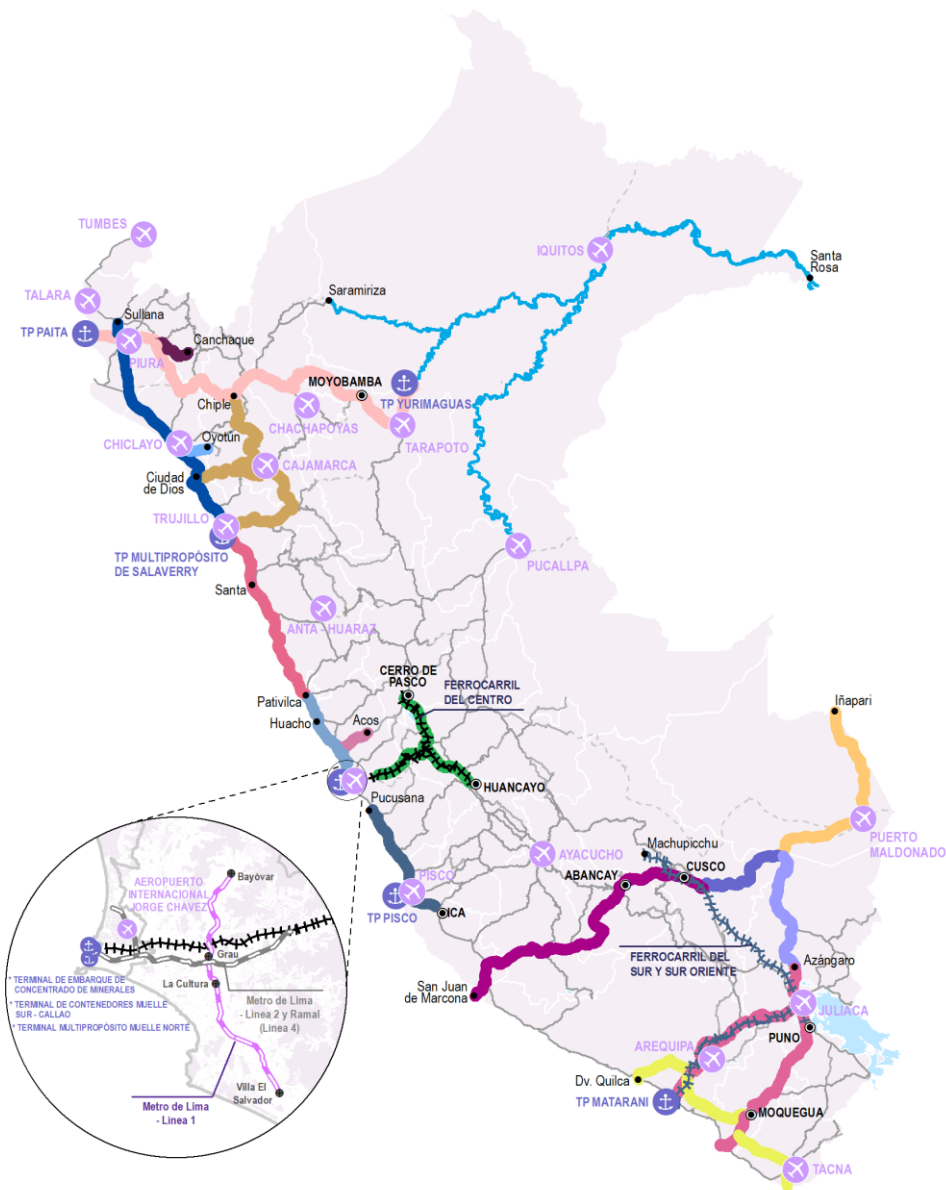 TUMBES
TALARA
Sullana
TP PAITA
PIURA
Canchaque
Saramiriza
IQUITOS
Santa
Rosa
MOYOBAMBA
TP YURIMAGUAS
Chiple
CHACHAPOYAS
TARAPOTO
CHICLAYO
Oyotún
Ciudad
de Dios
CAJAMARCA
TRUJILLO
TP MULTIPROPÓSITO
DE SALAVERRY
PUCALLPA
Santa
ANTA - HUARAZ
CERRO DE
PASCO
FERROCARRIL
DEL CENTRO
Pativilca
Huacho
Acos
Iñapari
HUANCAYO
Pucusana
Machupicchu
PUERTO
MALDONADO
AYACUCHO
CUSCO
ABANCAY
PISCO
TP PISCO
ICA
FERROCARRIL DEL
SUR Y SUR ORIENTE
Azángaro
San Juan
de Marcona
JULIACA
PUNO
AREQUIPA
Dv. Quilca
TP MATARANI
MOQUEGUA
TACNA
AEROPUERTO
INTERNACIONAL
JORGE CHÁVEZ
Bayóvar
Grau
La Cultura
* TERMINAL DE EMBARQUE DE
CONCENTRADO DE MINERALES
* TERMINAL DE CONTENEDORES MUELLE
SUR - CALLAO
* TERMINAL MULTIPROPÓSITO MUELLE NORTE
Metro de Lima
- Línea 2 y Ramal
(Línea 4)
Villa El
Salvador
Metro de Lima
- Línea 1